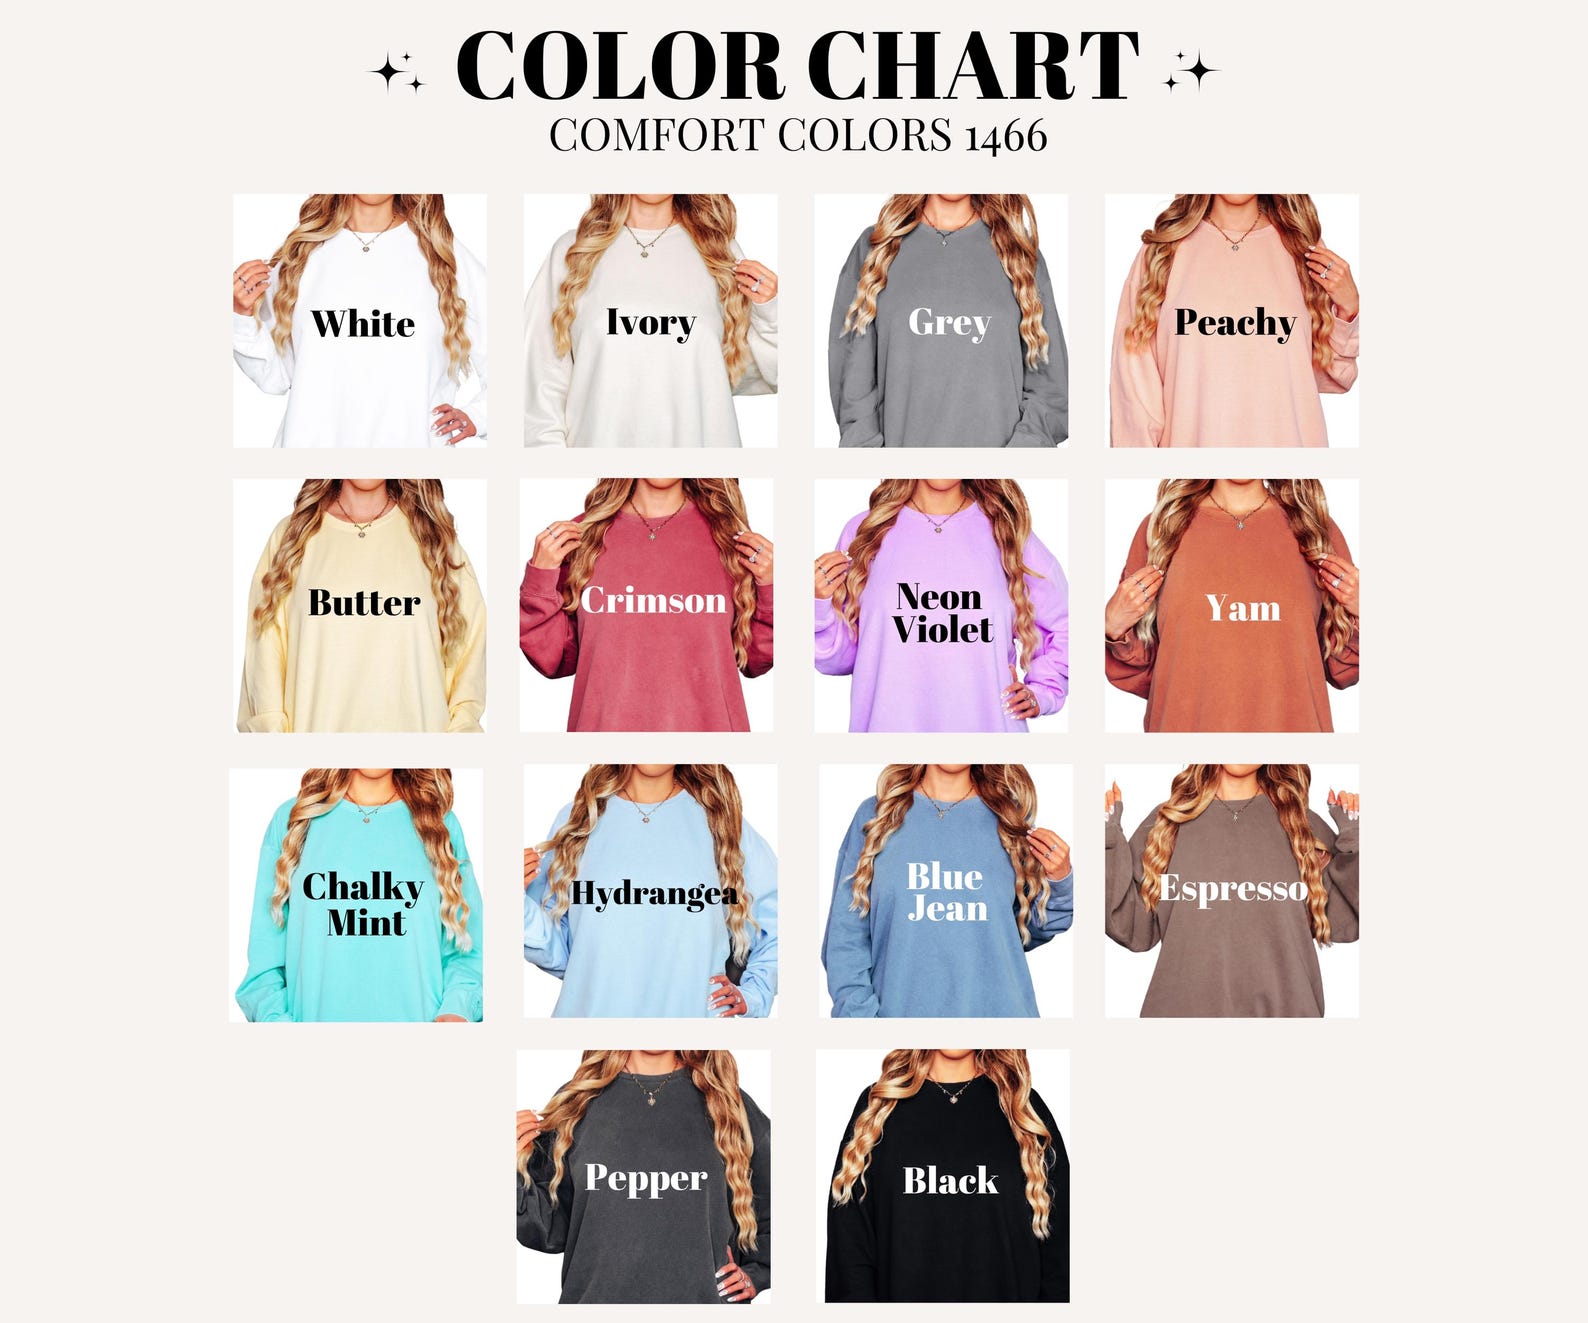 COLOR CHART
COMFORT COLORS 1466
White
Ivory
Grey
Peachy
Butter
Crimson
Neon
Violet
Yam
Chalky
Mint
Hydrangea
Blue
Jean
Espresso
Pepper
Black